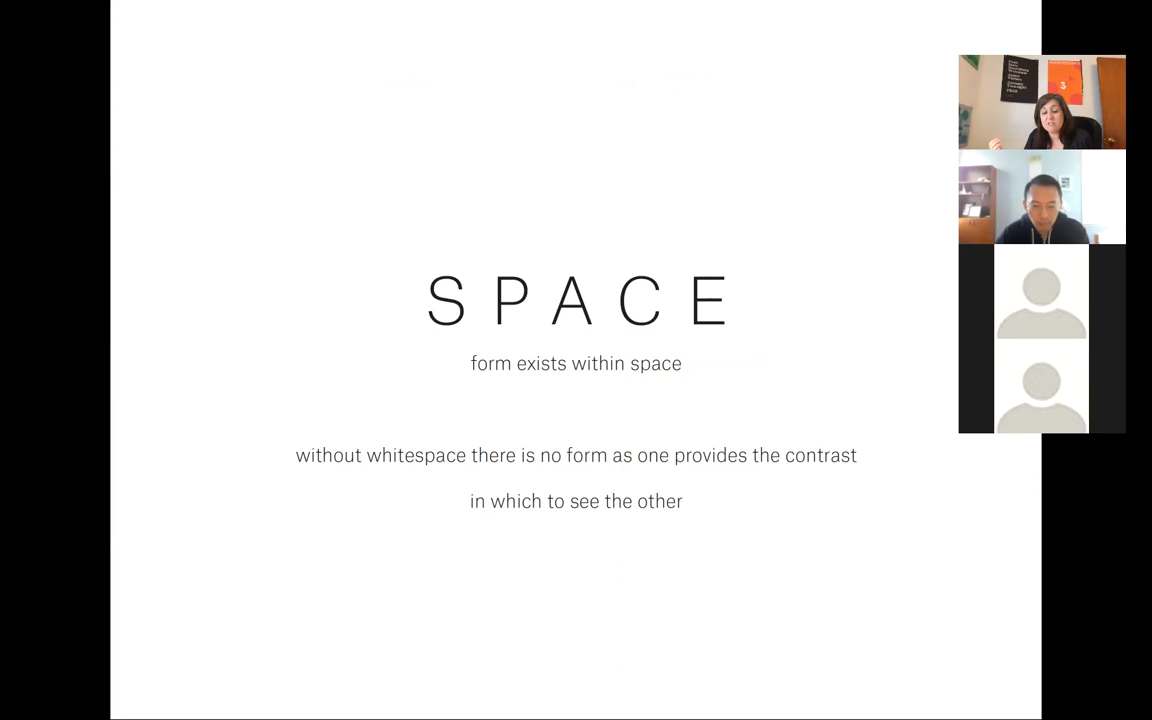 S P A C E
form exists within space
without whitespace there is no form as one provides the contrast
in which to see the other
3